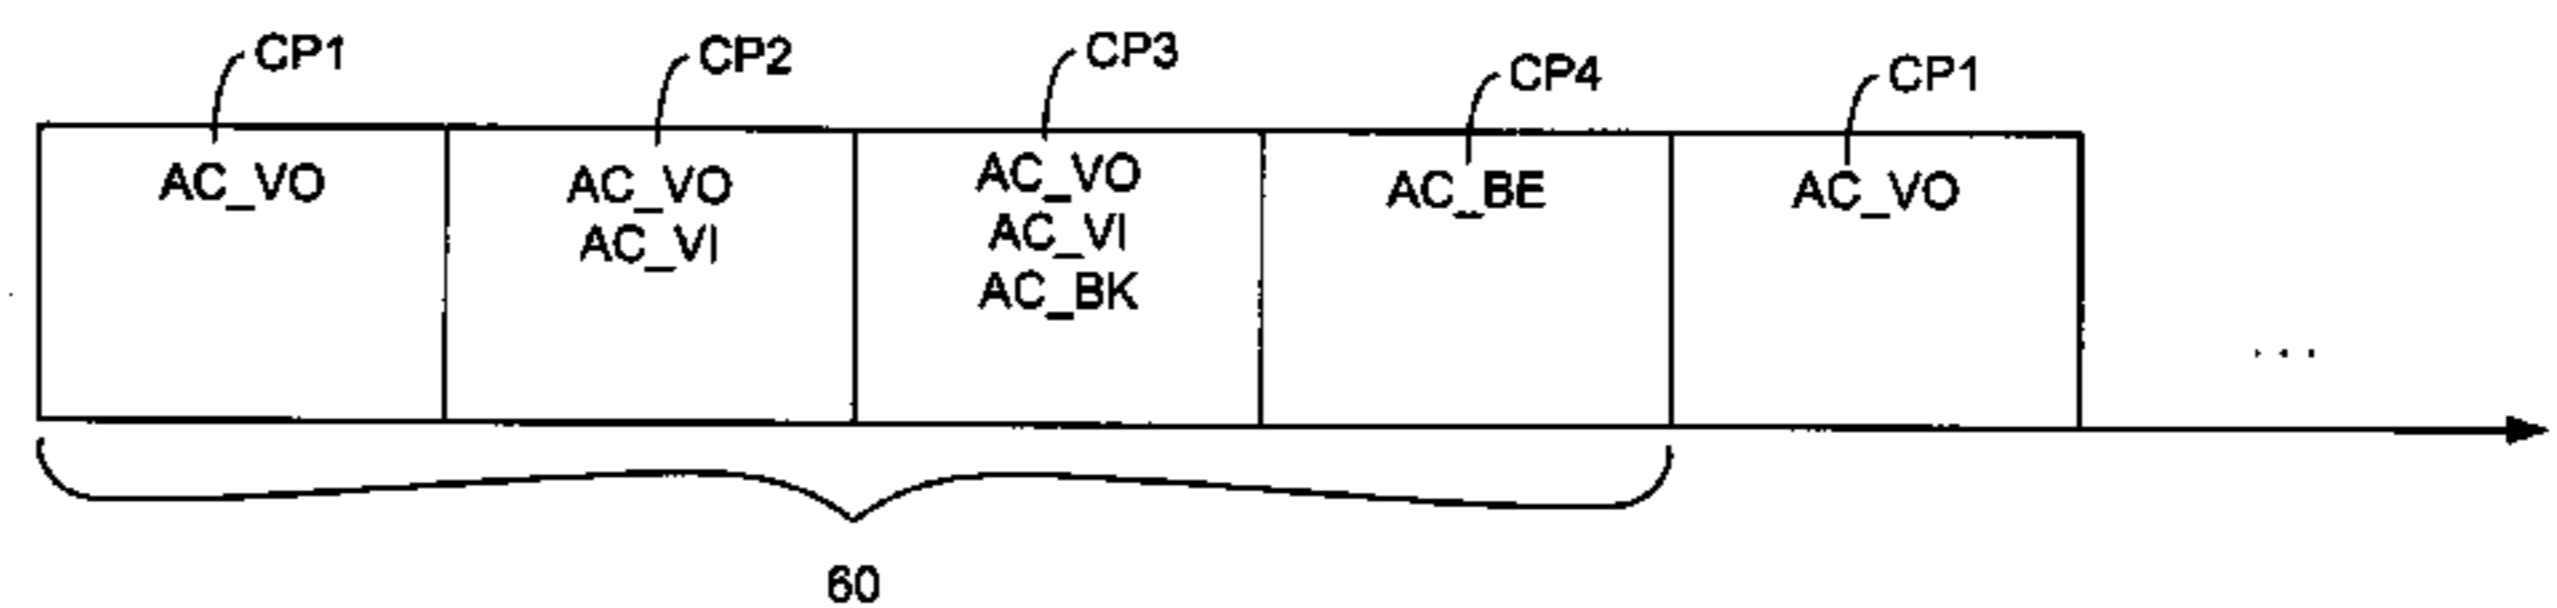 CP1
CP2
CP3
CP4
CP1
AC_VO
AC_VO
AC_VI
AC_VO
AC_VI
AC_BK
AC_BE
AC_VO
...
60